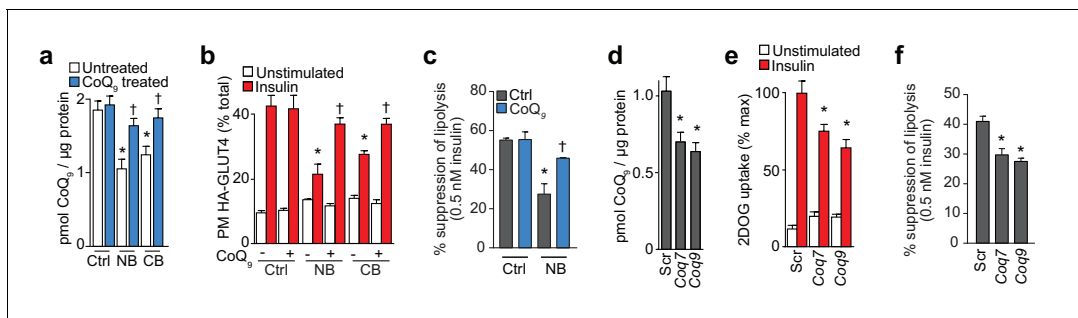 a
Untreated
CoQ9 treated
pmol CoQ9 / µg protein
2
1
0
*
†
*
†
Ctrl NB CB
b
Unstimulated
Insulin
PM HA-GLUT4 (% total)
40
20
0
*
†
*
†
CoQ9 - + - + - +
Ctrl NB CB
c
Ctrl
CoQ9
% suppression of lipolysis
(0.5 nM insulin)
80
60
40
20
0
*
†
Ctrl NB
d
pmol CoQ9 / µg protein
1.0
0.5
0
*
*
Scr
Coq7
Coq9
e
Unstimulated
Insulin
2DOG uptake (% max)
100
50
0
*
*
Scr
Coq7
Coq9
f
% suppression of lipolysis
(0.5 nM insulin)
50
40
30
20
10
0
*
*
Scr
Coq7
Coq9